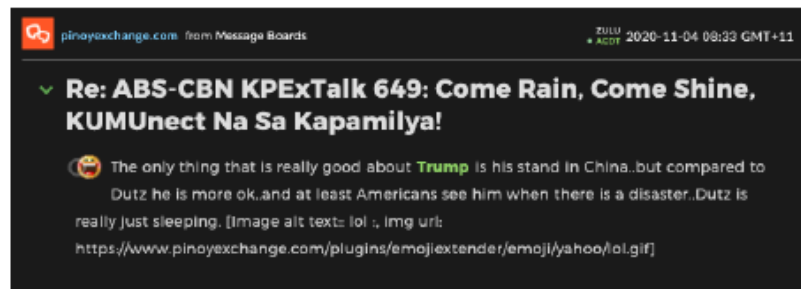 pinoyexchange.com from Message Boards
ZULU
AEDT 2020-11-04 08:33 GMT+11
Re: ABS-CBN KPExTalk 649: Come Rain, Come Shine,
KUMUnect Na Sa Kapamilya!
The only thing that is really good about Trump is his stand in China..but compared to
Dutz he is more ok..and at least Americans see him when there is a disaster..Dutz is
really just sleeping. [Image alt text:: lol :, img url:
https://www.pinoyexchange.com/plugins/emojiextender/emoji/yahoo/lol.gif]